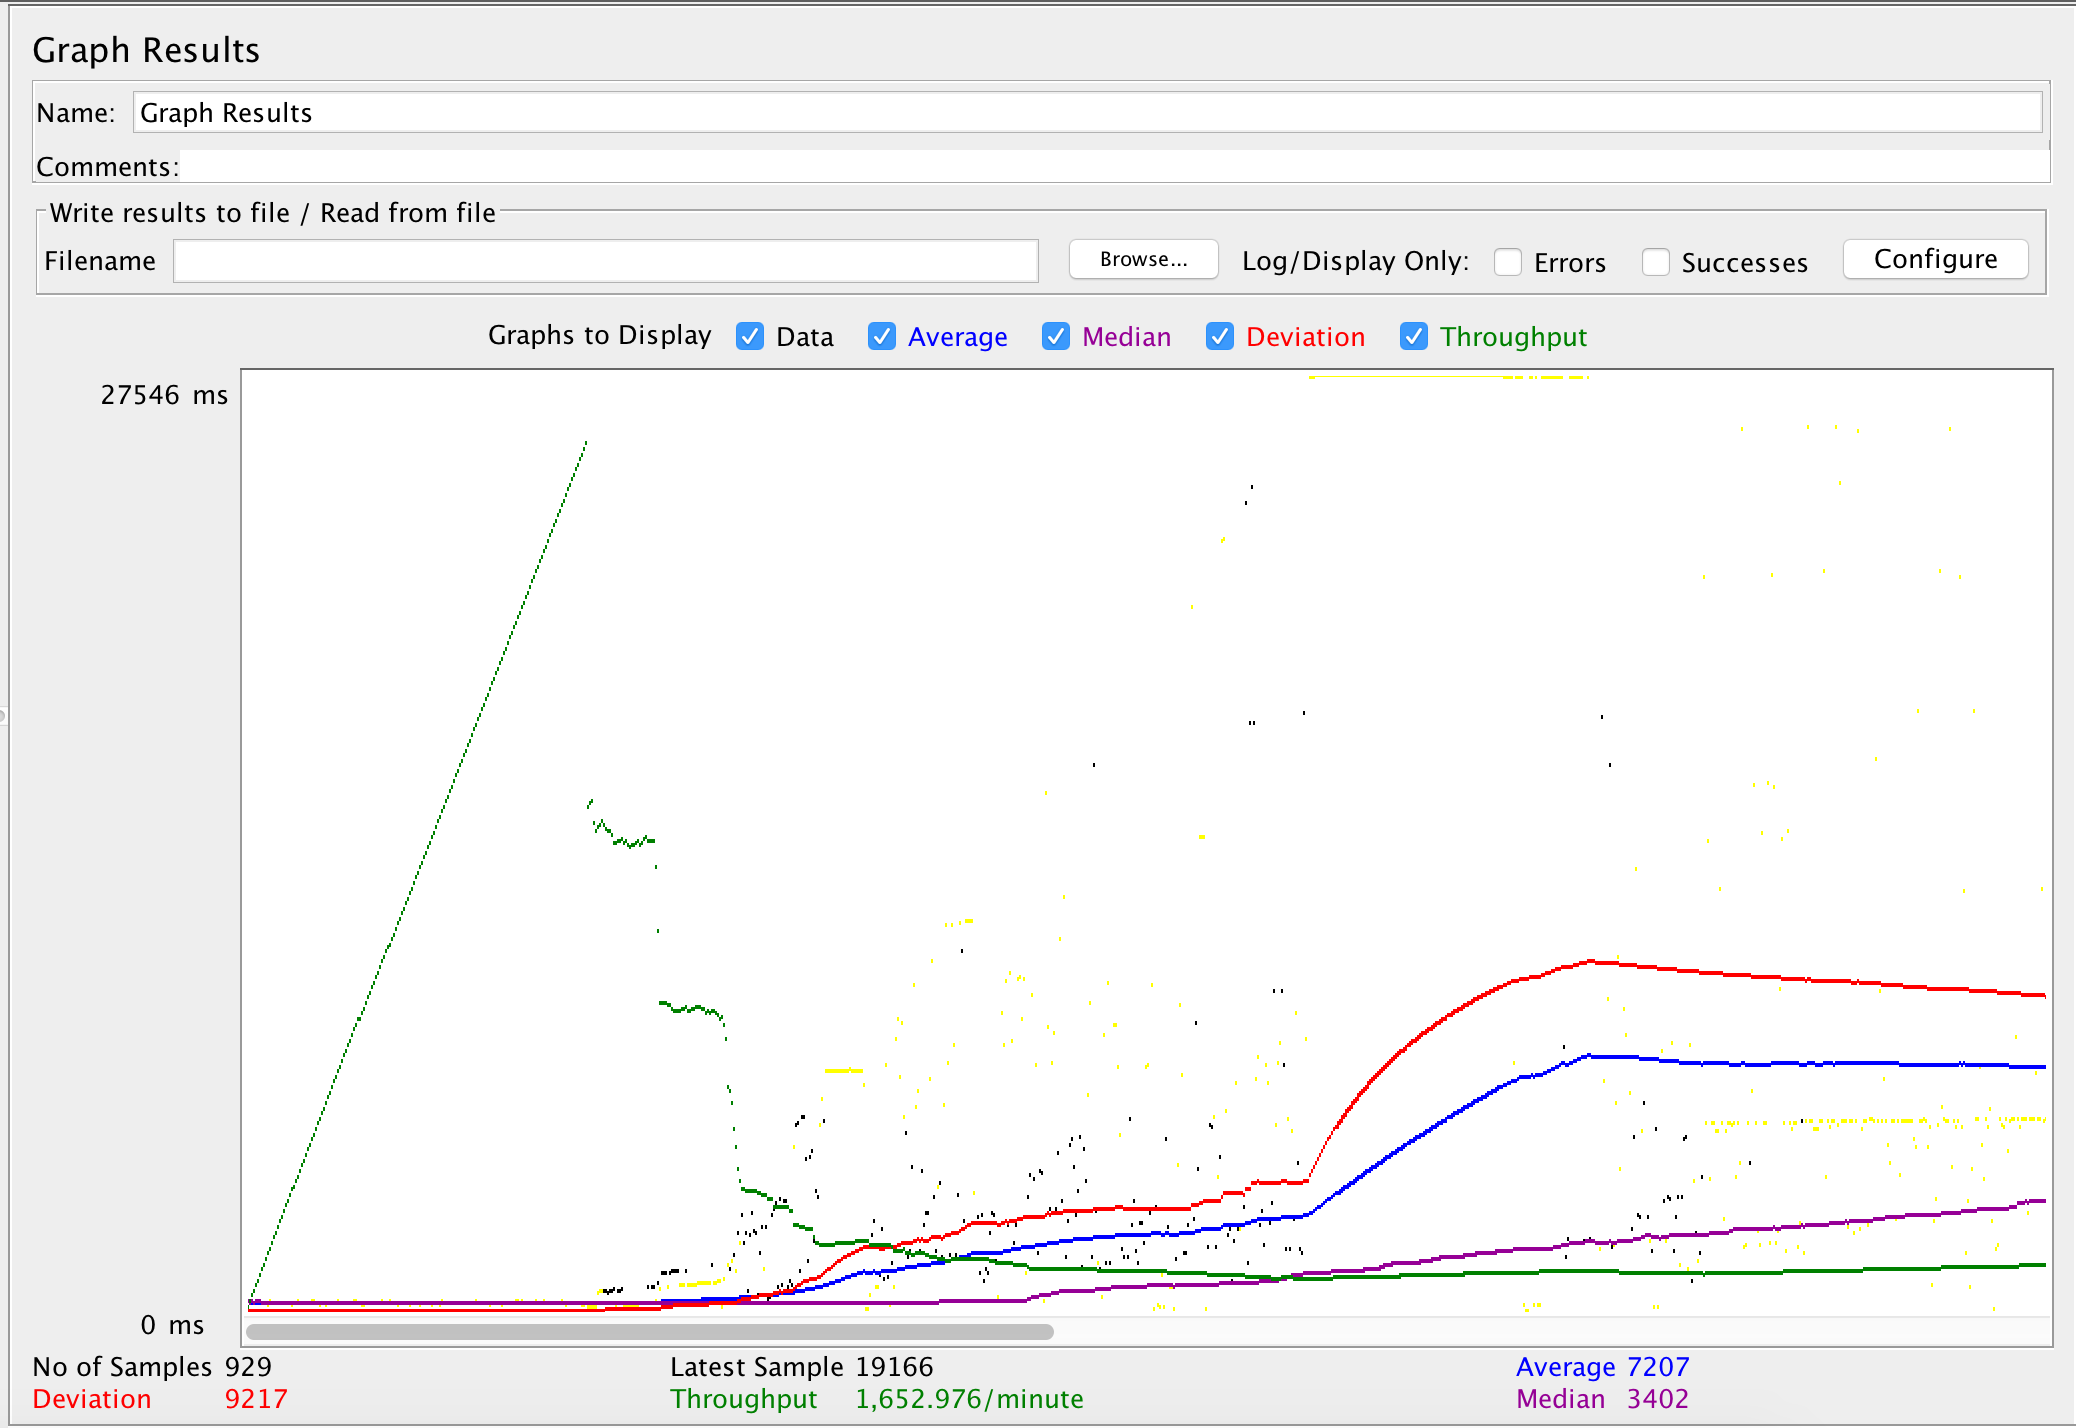 Graph Results
Name: Graph Results
Comments:
Write results to file / Read from file
Filename Browse... Log/Display Only: Errors Successes Configure
Graphs to Display Data Average Median Deviation Throughput
27546 ms
0 ms
No of Samples 929 Latest Sample 19166 Average 7207
Deviation 9217 Throughput 1,652.976/minute Median 3402